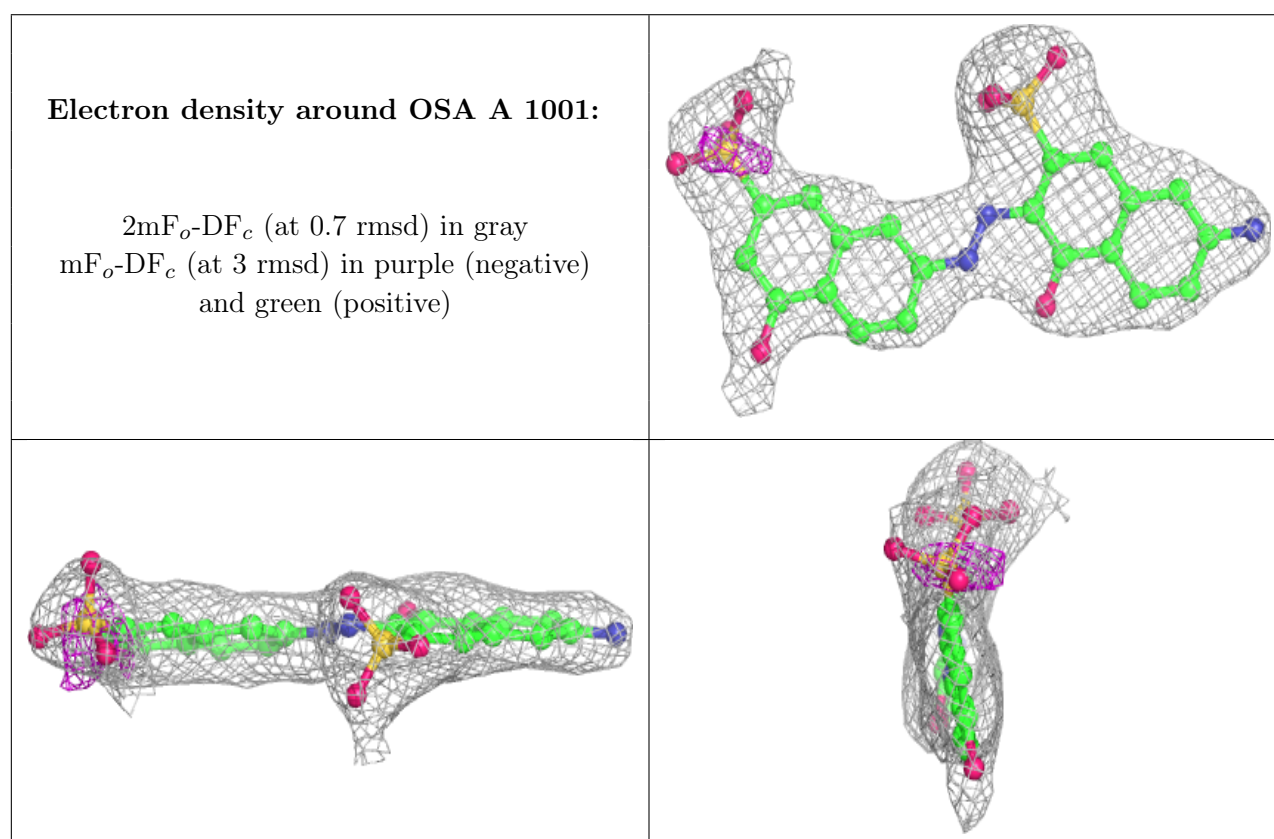 Electron density around OSA A 1001:
2mFo-DFc (at 0.7 rmsd) in gray
mFo-DFc (at 3 rmsd) in purple (negative)
and green (positive)